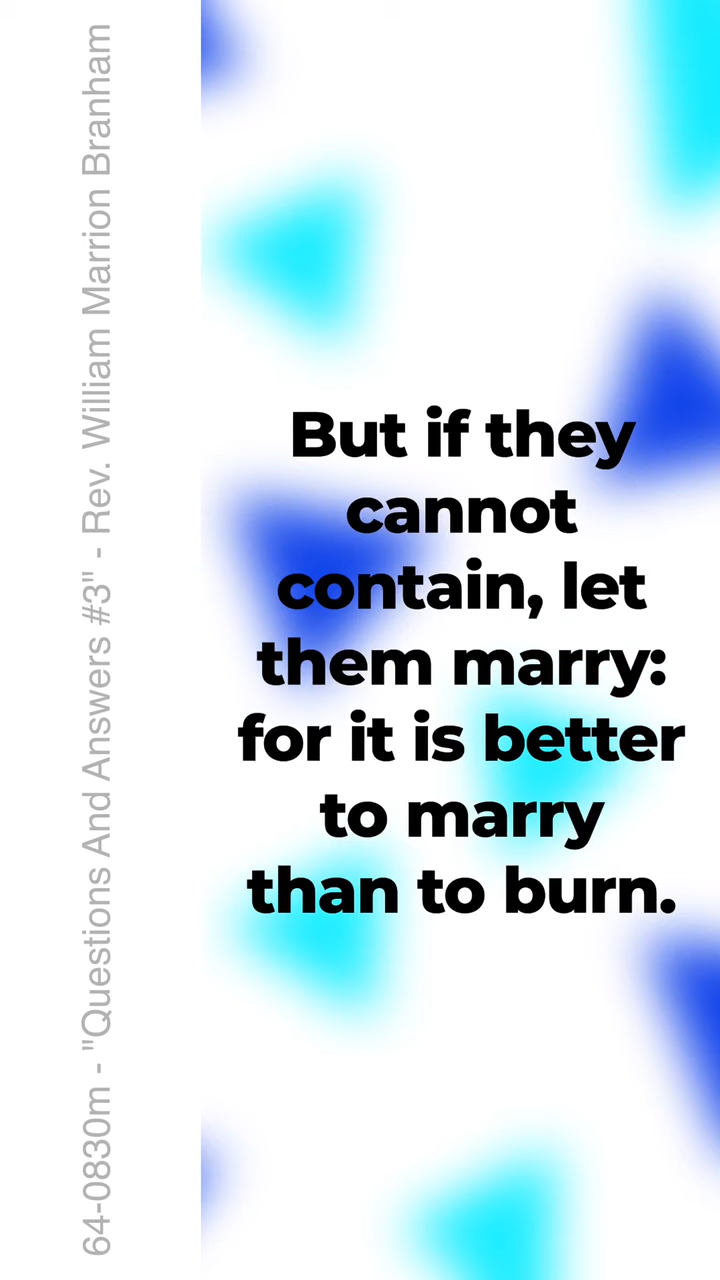 64-0830m - "Questions And Answers #3" - Rev. William Marrion Branham
But if they
cannot
contain, let
them marry:
for it is better
to marry
than to burn.